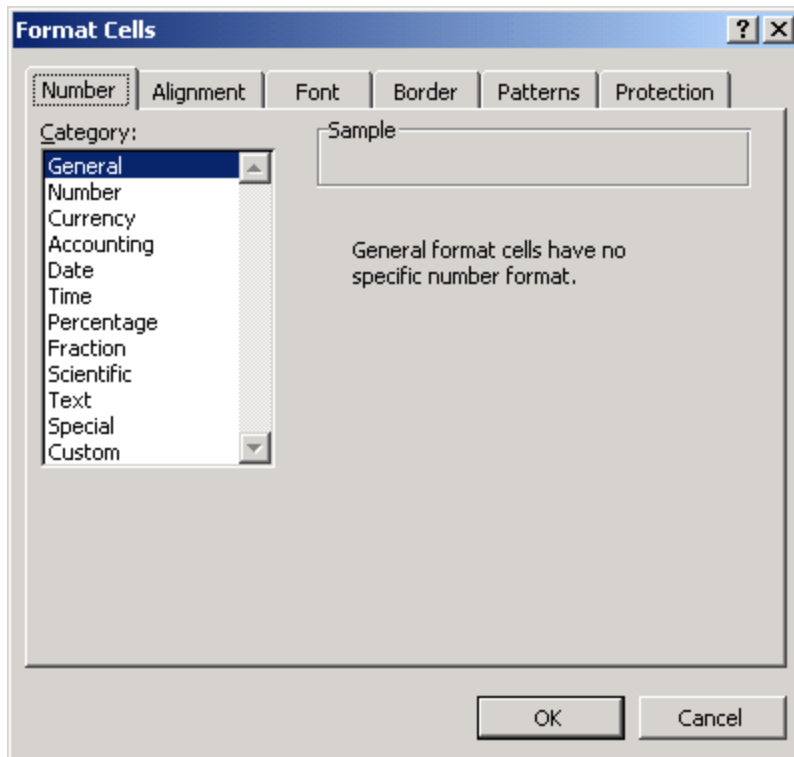 Format Cells
Number Alignment Font Border Patterns Protection
Category:
General
Number
Currency
Accounting
Date
Time
Percentage
Fraction
Scientific
Text
Special
Custom
Sample
General format cells have no
specific number format.
OK Cancel